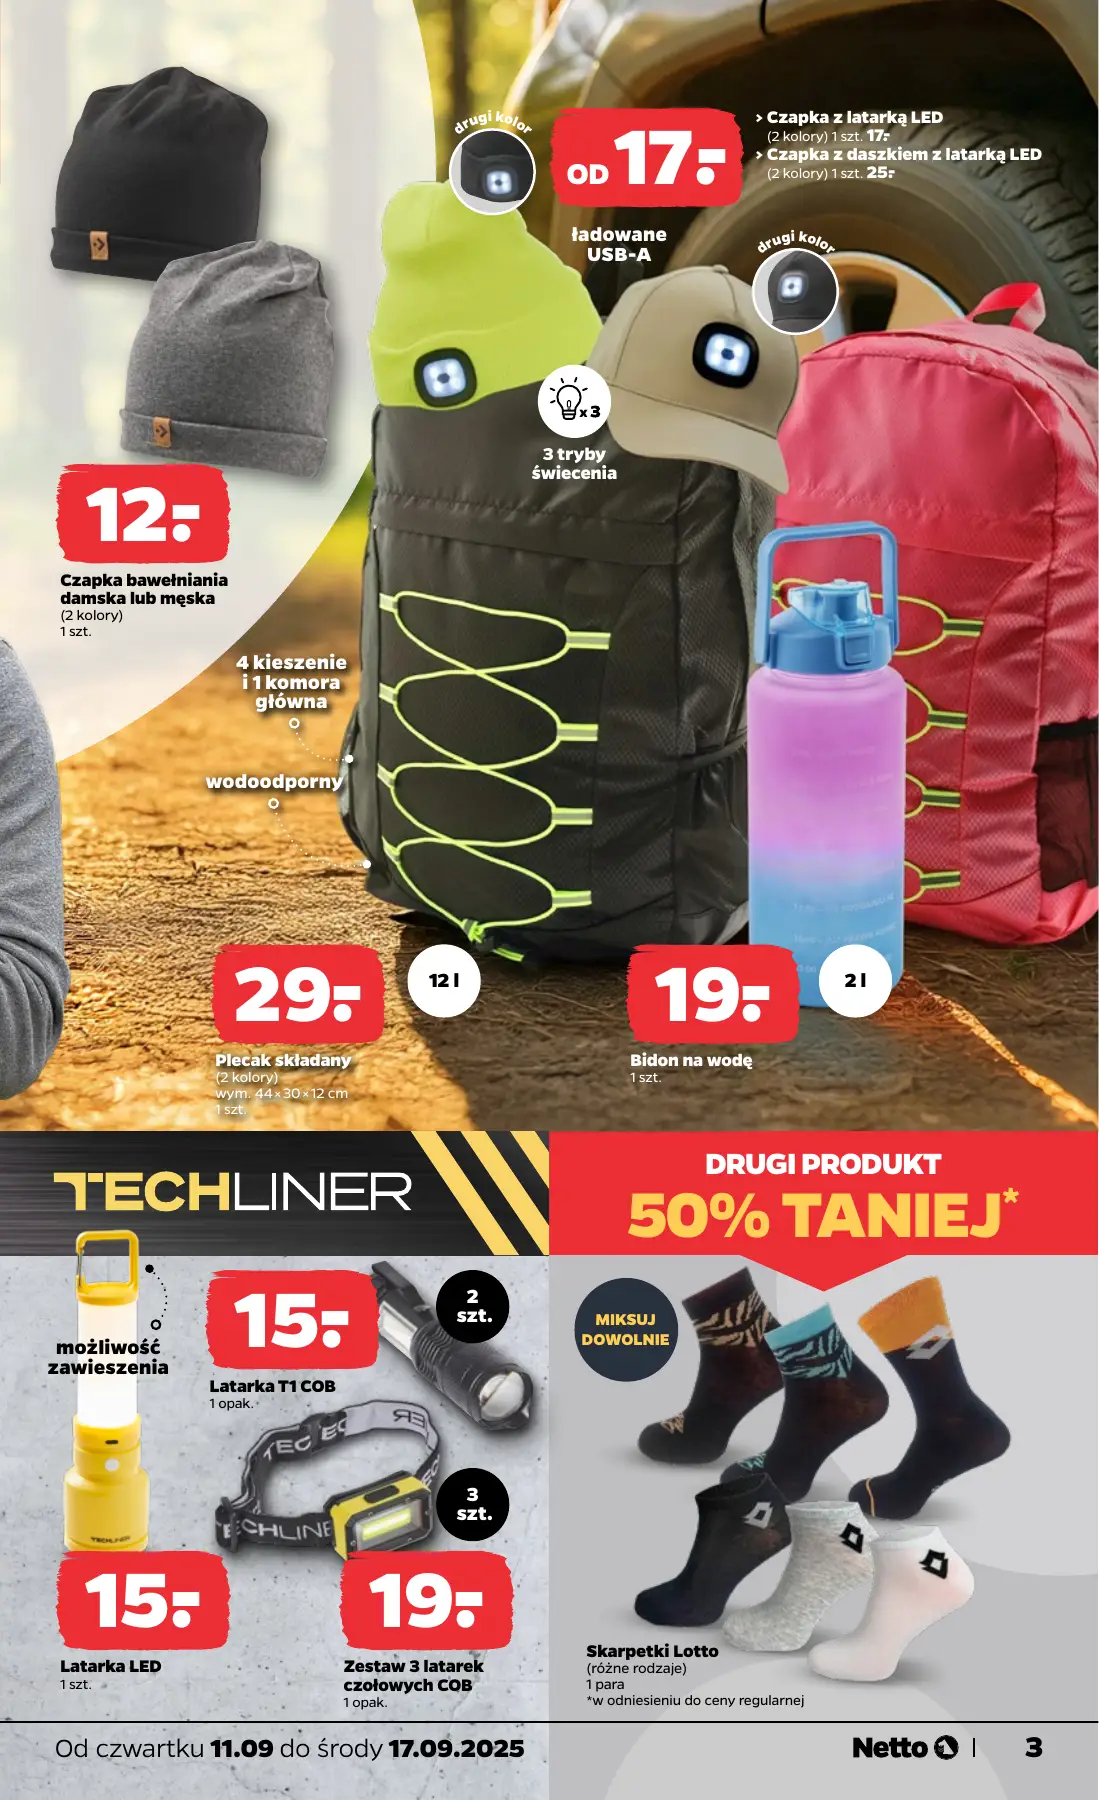 drugi kolor
OD 17.-
> Czapka z latarką LED
(2 kolory) 1 szt. 17.-
> Czapka z daszkiem z latarką LED
(2 kolory) 1 szt. 25.-
ładowane
USB-A
drugi kolor
x 3
3 tryby
świecenia
12.-
Czapka bawełniania
damska lub męska
(2 kolory)
1 szt.
4 kieszenie
i 1 komora
główna
wodoodporny
29.-
12 l
Plecak składany
(2 kolory)
wym. 44×30×12 cm
1 szt.
19.-
2 l
Bidon na wodę
1 szt.
TECHLINER
możliwość
zawieszenia
15.-
2
szt.
Latarka T1 COB
1 opak.
TECHLINER
3
szt.
TECHLINER
15.-
Latarka LED
1 szt.
19.-
Zestaw 3 latarek
czołowych COB
1 opak.
DRUGI PRODUKT
50% TANIEJ*
MIKSUJ
DOWOLNIE
Skarpetki Lotto
(różne rodzaje)
1 para
*w odniesieniu do ceny regularnej
Od czwartku 11.09 do środy 17.09.2025
Netto
3